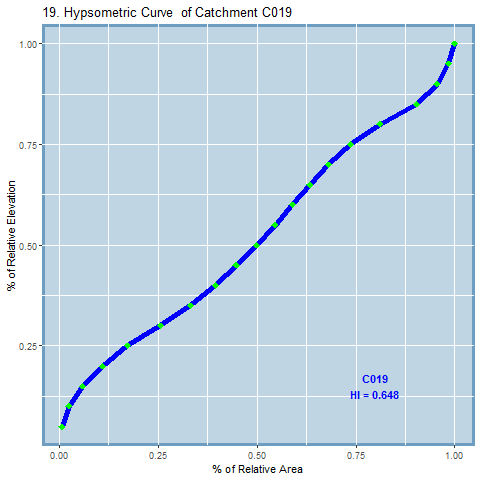 19. Hypsometric Curve  of Catchment C019
% of Relative Elevation
1.00
0.75
0.50
0.25
C019
HI = 0.648
0.00 0.25 0.50 0.75 1.00
% of Relative Area